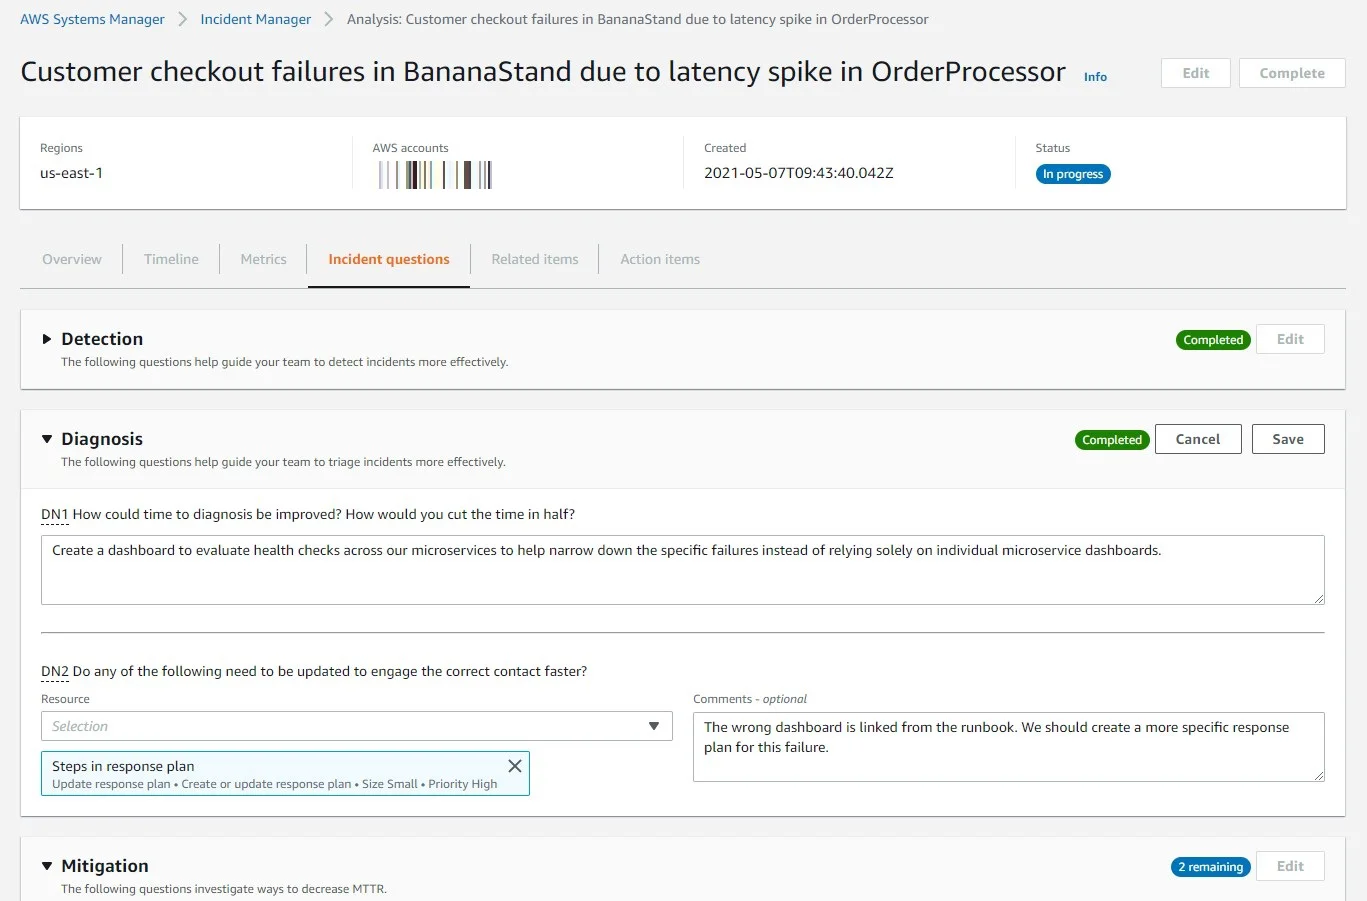 AWS Systems Manager > Incident Manager > Analysis: Customer checkout failures in BananaStand due to latency spike in OrderProcessor
Customer checkout failures in BananaStand due to latency spike in OrderProcessor Info Edit Complete
Regions AWS accounts Created Status
us-east-1 2021-05-07T09:43:40.042Z In progress
Overview Timeline Metrics Incident questions Related items Action items
Detection Completed Edit
The following questions help guide your team to detect incidents more effectively.
Diagnosis Completed Cancel Save
The following questions help guide your team to triage incidents more effectively.
DN1 How could time to diagnosis be improved? How would you cut the time in half?
Create a dashboard to evaluate health checks across our microservices to help narrow down the specific failures instead of relying solely on individual microservice dashboards.
DN2 Do any of the following need to be updated to engage the correct contact faster?
Resource
Selection
Steps in response plan
Update response plan • Create or update response plan • Size Small • Priority High
Comments - optional
The wrong dashboard is linked from the runbook. We should create a more specific response
plan for this failure.
Mitigation 2 remaining Edit
The following questions investigate ways to decrease MTTR.